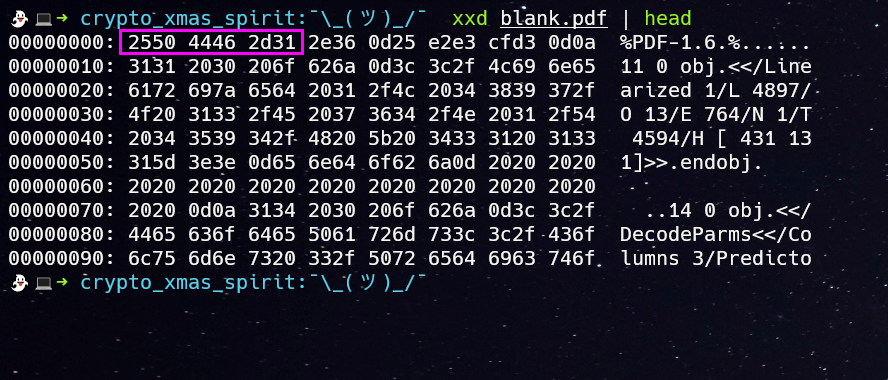 ➜ crypto_xmas_spirit:¯\_(ツ)_/¯ xxd blank.pdf | head
00000000: 2550 4446 2d31 2e36 0d25 e2e3 cfd3 0d0a  %PDF-1.6.%......
00000010: 3131 2030 206f 626a 0d3c 3c2f 4c69 6e65  11 0 obj.<</Line
00000020: 6172 697a 6564 2031 2f4c 2034 3839 372f  arized 1/L 4897/
00000030: 4f20 3133 2f45 2037 3634 2f4e 2031 2f54  O 13/E 764/N 1/T
00000040: 2034 3539 342f 4820 5b20 3433 3120 3133   4594/H [ 431 13
00000050: 315d 3e3e 0d65 6e64 6f62 6a0d 2020 2020  1]>>.endobj.
00000060: 2020 2020 2020 2020 2020 2020 2020 2020
00000070: 2020 0d0a 3134 2030 206f 626a 0d3c 3c2f    ..14 0 obj.<</
00000080: 4465 636f 6465 5061 726d 733c 3c2f 436f  DecodeParms<</Co
00000090: 6c75 6d6e 7320 332f 5072 6564 6963 746f  lumns 3/Predicto
➜ crypto_xmas_spirit:¯\_(ツ)_/¯